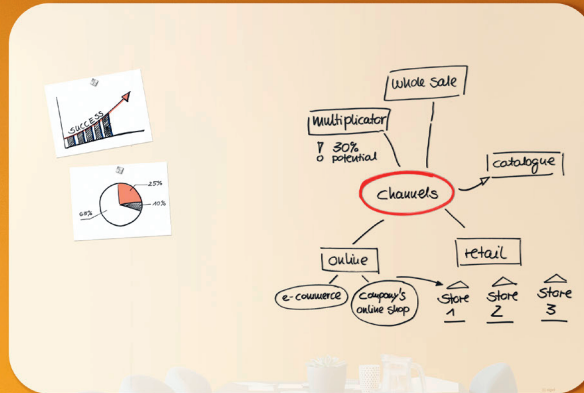 SUCCESS
25%
10%
65%
whole sale
multiplicator
30%
potential
catalogue
channels
online
retail
e-commerce
company's
online shop
Store
1
Store
2
Store
3